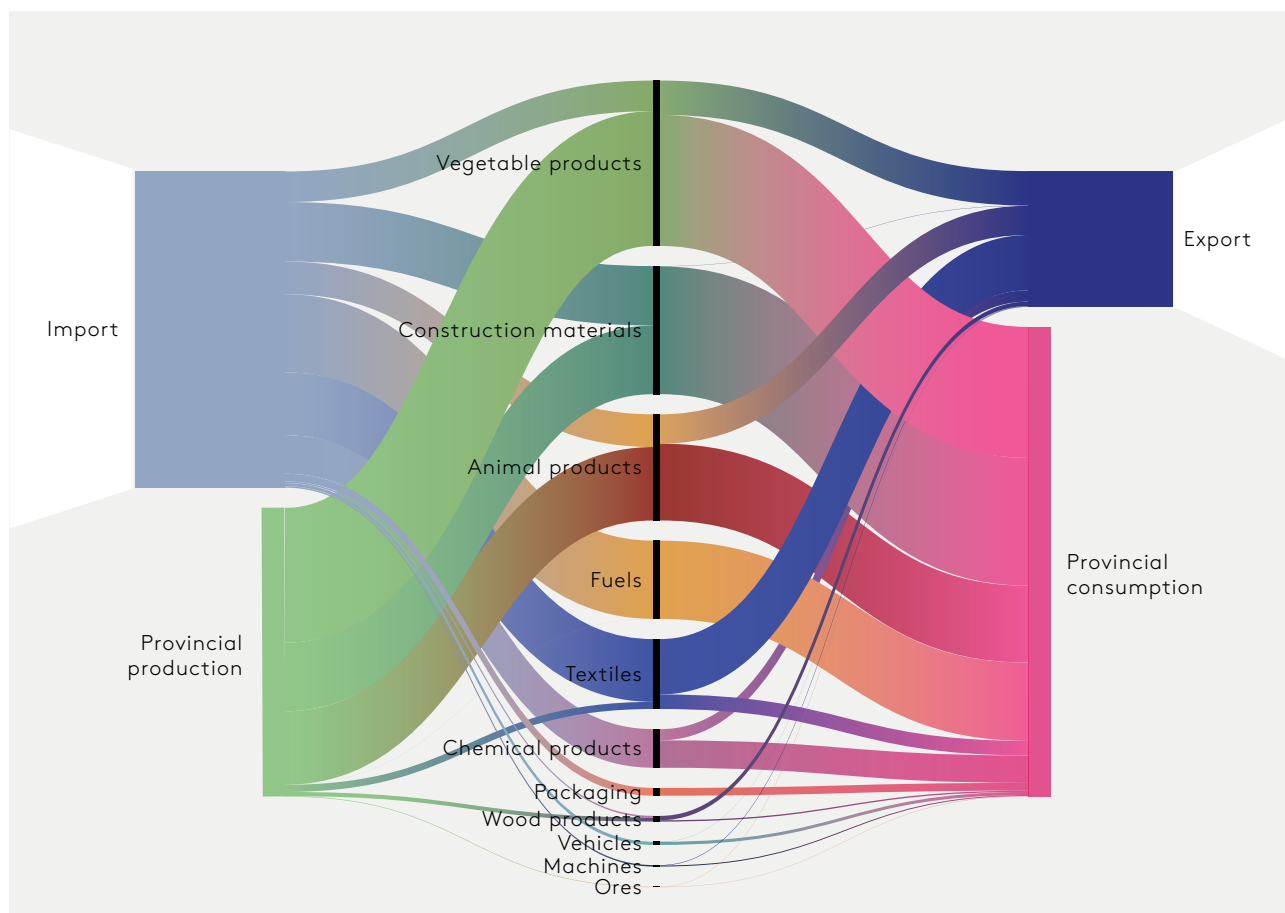 Vegetable products
Export
Import
Construction materials
Animal products
Provincial
consumption
Fuels
Provincial
production
Textiles
Chemical products
Packaging
Wood products
Vehicles
Machines
Ores